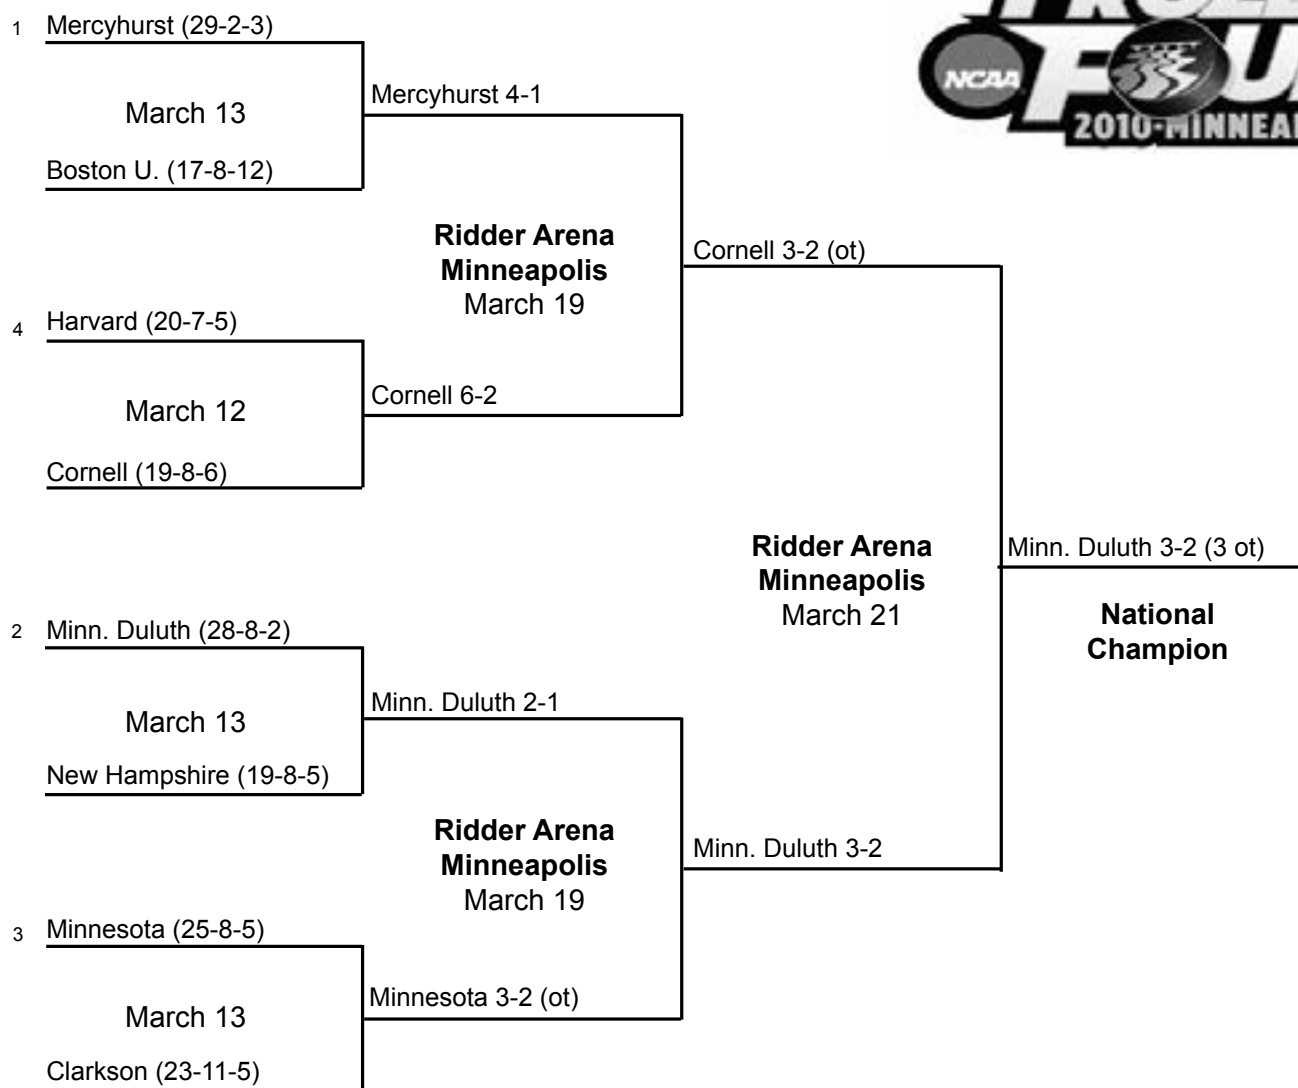 1 Mercyhurst (29-2-3)
March 13
Boston U. (17-8-12)
Mercyhurst 4-1
NCAA
2010-MINNEA
Ridder Arena
Minneapolis
March 19
Cornell 3-2 (ot)
4 Harvard (20-7-5)
March 12
Cornell (19-8-6)
Cornell 6-2
Ridder Arena
Minneapolis
March 21
Minn. Duluth 3-2 (3 ot)
National
Champion
2 Minn. Duluth (28-8-2)
March 13
New Hampshire (19-8-5)
Minn. Duluth 2-1
Ridder Arena
Minneapolis
March 19
Minn. Duluth 3-2
3 Minnesota (25-8-5)
March 13
Clarkson (23-11-5)
Minnesota 3-2 (ot)